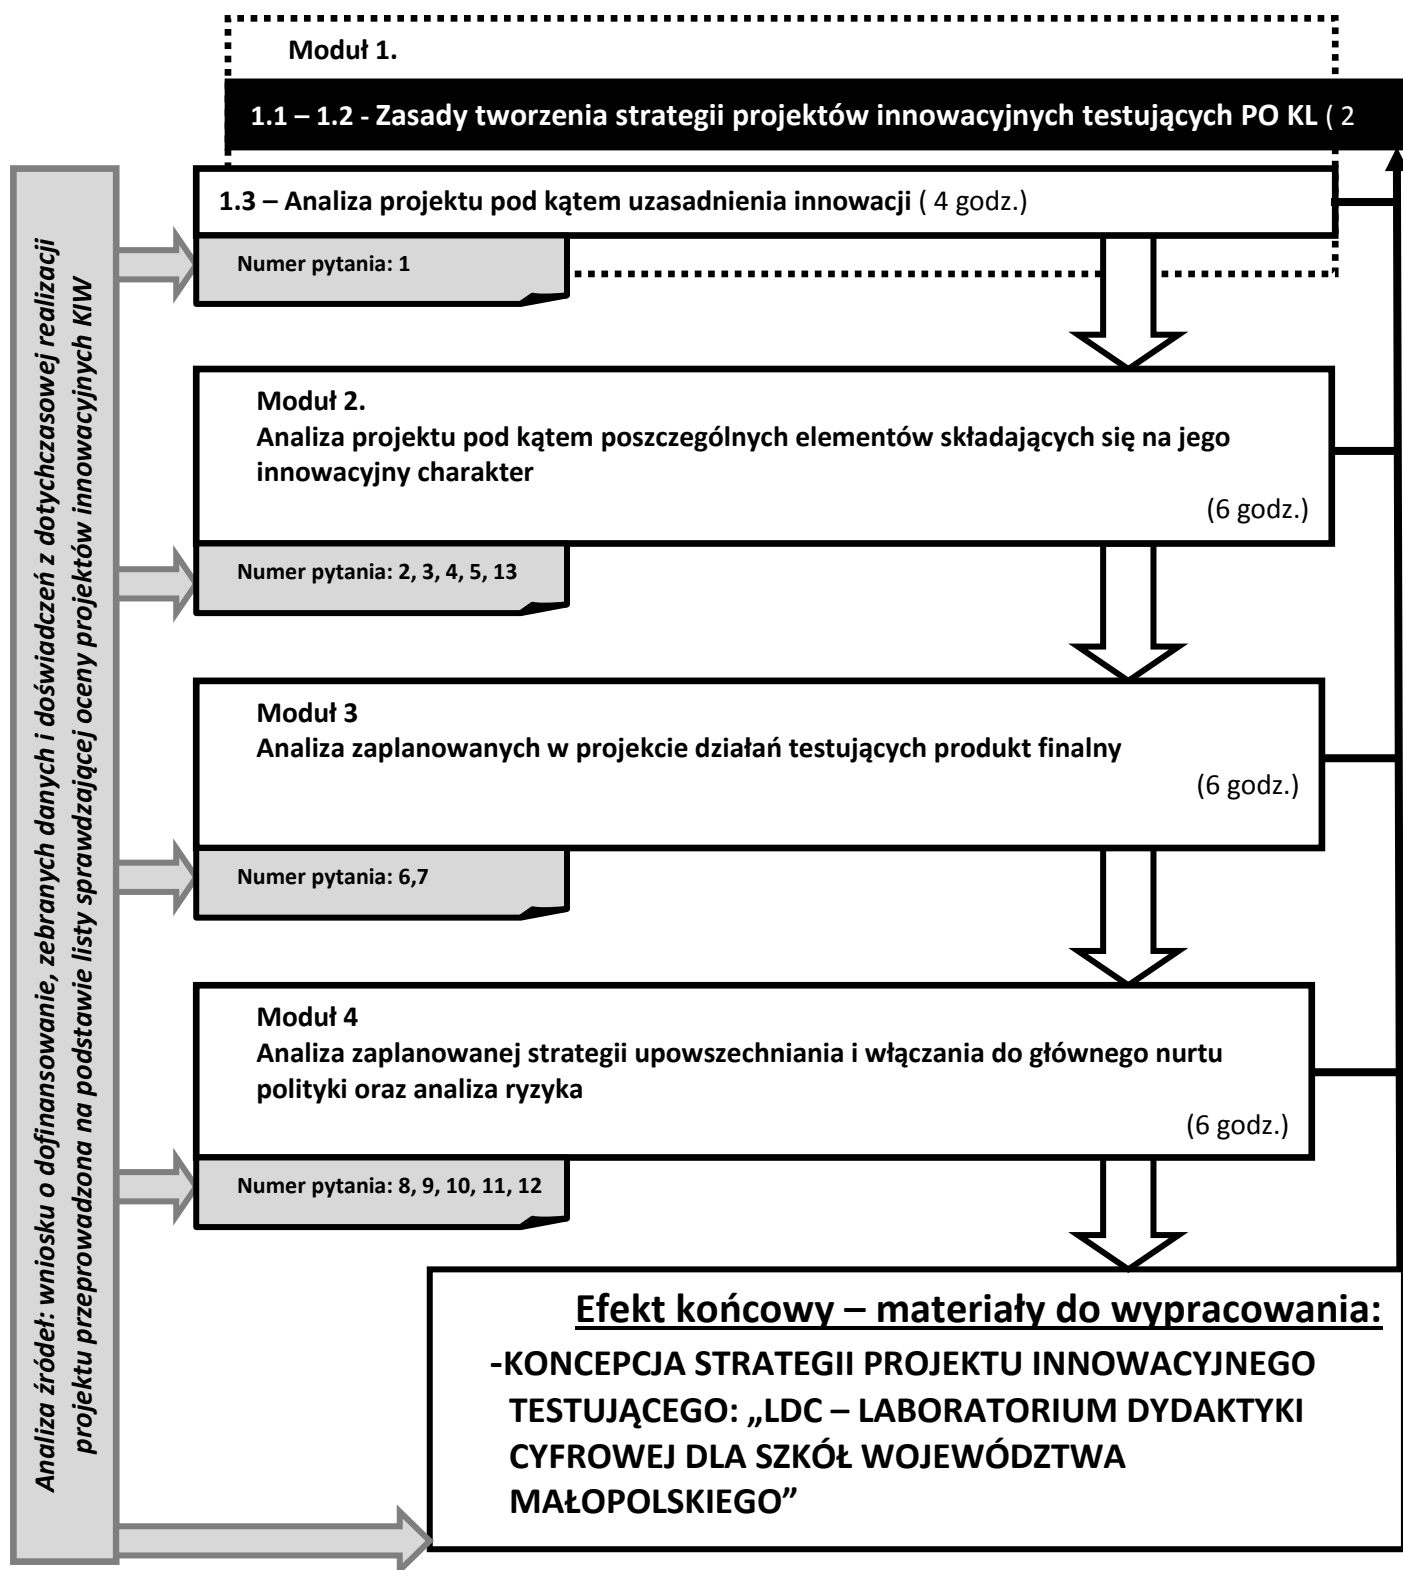 Moduł 1.
1.1 – 1.2 - Zasady tworzenia strategii projektów innowacyjnych testujących PO KL ( 2
1.3 – Analiza projektu pod kątem uzasadnienia innowacji ( 4 godz.)
Numer pytania: 1
Moduł 2.
Analiza projektu pod kątem poszczególnych elementów składających się na jego
innowacyjny charakter
(6 godz.)
Numer pytania: 2, 3, 4, 5, 13
Moduł 3
Analiza zaplanowanych w projekcie działań testujących produkt finalny
(6 godz.)
Numer pytania: 6,7
Moduł 4
Analiza zaplanowanej strategii upowszechniania i włączania do głównego nurtu
polityki oraz analiza ryzyka
(6 godz.)
Numer pytania: 8, 9, 10, 11, 12
Efekt końcowy – materiały do wypracowania:
-KONCEPCJA STRATEGII PROJEKTU INNOWACYJNEGO
TESTUJĄCEGO: „LDC – LABORATORIUM DYDAKTYKI
CYFROWEJ DLA SZKÓŁ WOJEWÓDZTWA
MAŁOPOLSKIEGO”
Analiza źródeł: wniosku o dofinansowanie, zebranych danych i doświadczeń z dotychczasowej realizacji
projektu przeprowadzona na podstawie listy sprawdzającej oceny projektów innowacyjnych KIW